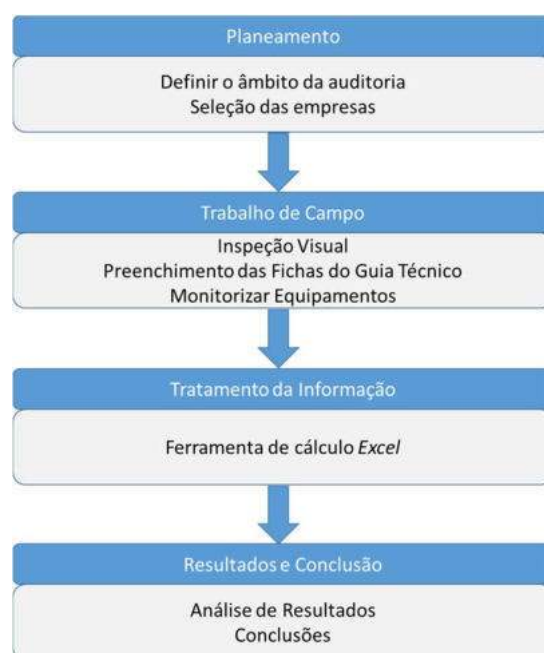 Planeamento
Definir o âmbito da auditoria
Seleção das empresas
Trabalho de Campo
Inspeção Visual
Preenchimento das Fichas do Guia Técnico
Monitorizar Equipamentos
Tratamento da Informação
Ferramenta de cálculo Excel
Resultados e Conclusão
Análise de Resultados
Conclusões